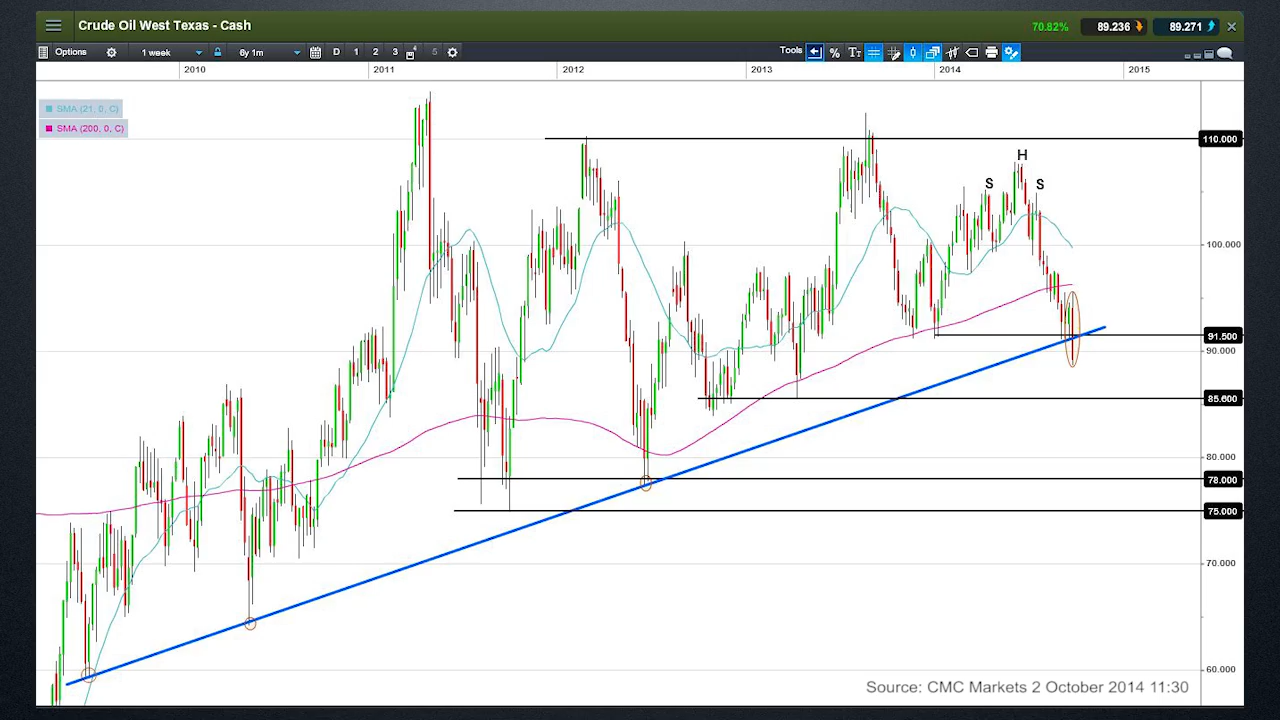 Crude Oil West Texas - Cash
70.82% 89.236 89.271
Options 1 week 6y 1m D 1 2 3 4 5 Tools % Tт
2010 2011 2012 2013 2014 2015
SMA (21, 0, C)
SMA (200, 0, C)
110.000
H
S S
100.000
91.500
90.000
85.600
80.000
78.000
75.000
70.000
60.000
Source: CMC Markets 2 October 2014 11:30